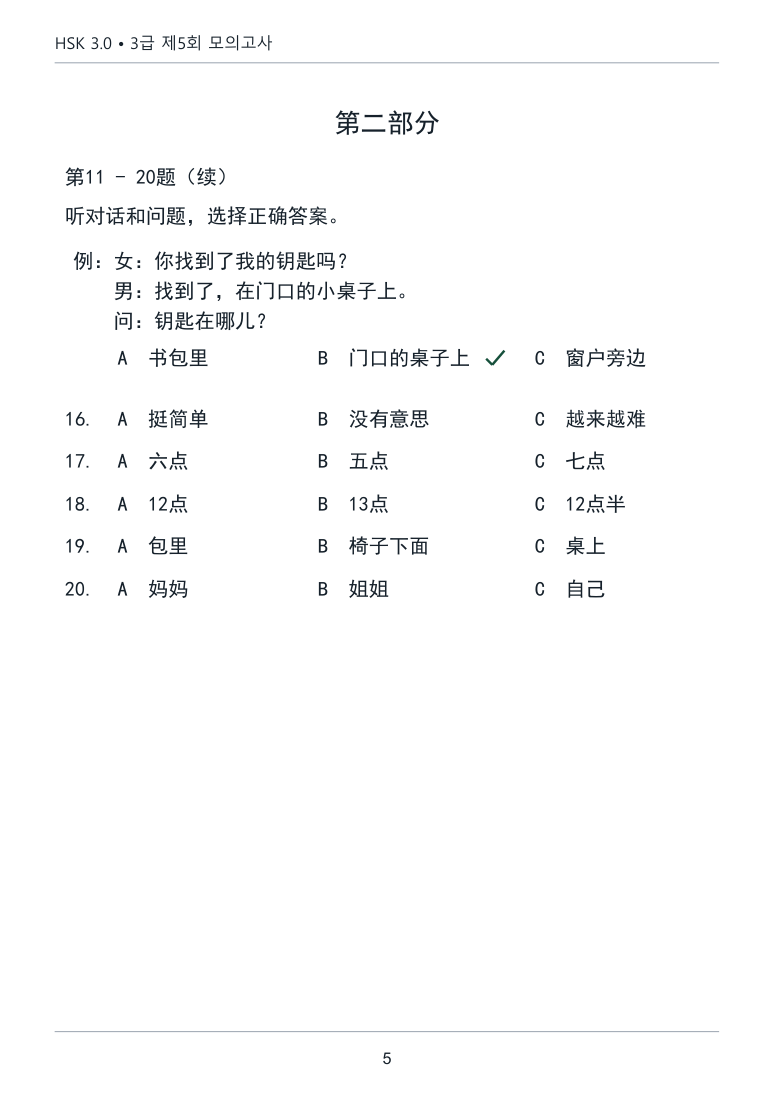 HSK 3.0 • 3급 제5회 모의고사
第二部分
第11 - 20题（续）
听对话和问题，选择正确答案。
例：女：你找到了我的钥匙吗？
男：找到了，在门口的小桌子上。
问：钥匙在哪儿？
A 书包里 B 门口的桌子上 ✓ C 窗户旁边
16. A 挺简单 B 没有意思 C 越来越难
17. A 六点 B 五点 C 七点
18. A 12点 B 13点 C 12点半
19. A 包里 B 椅子下面 C 桌上
20. A 妈妈 B 姐姐 C 自己
5